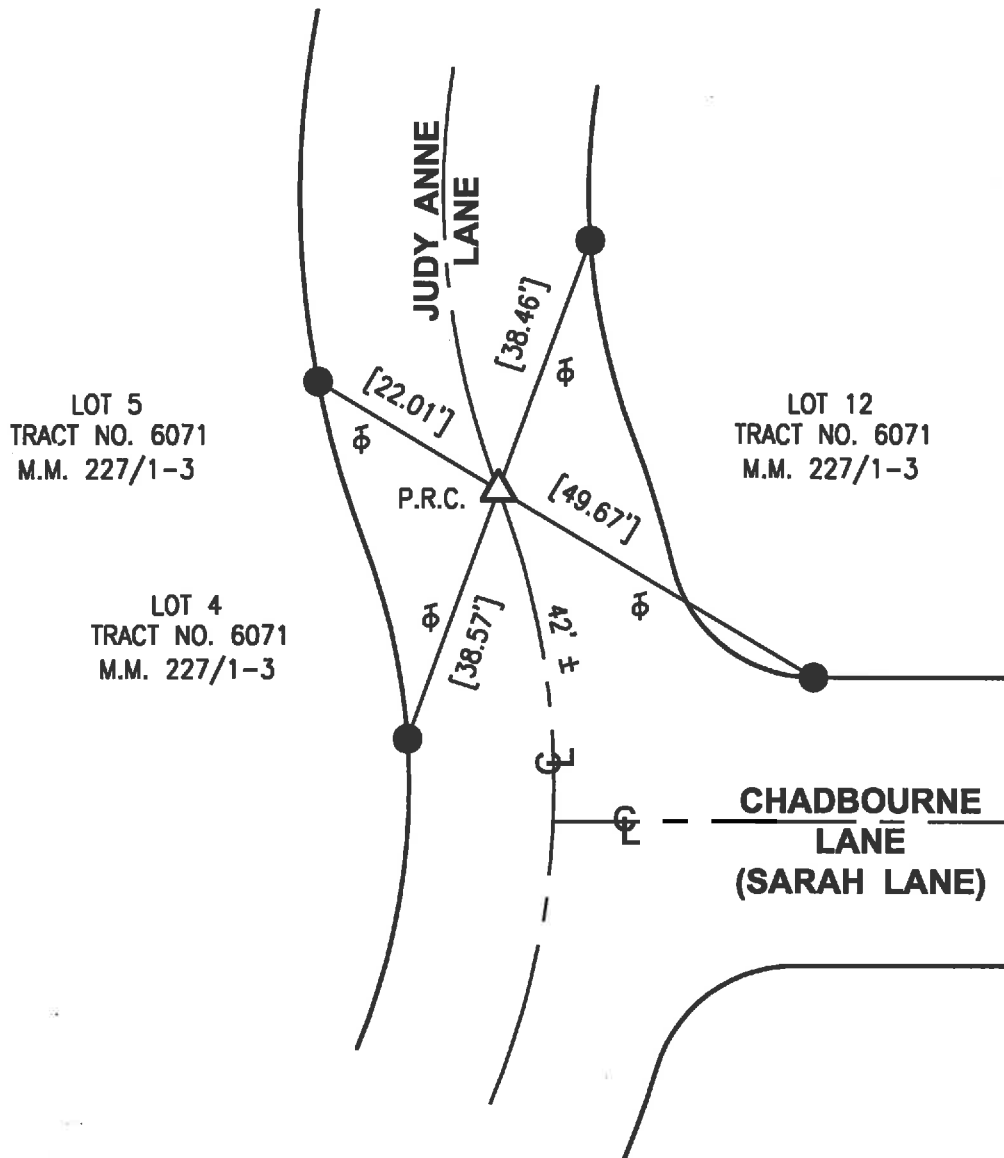 JUDY ANNE
LANE
[38.46']
[22.01']
LOT 5
TRACT NO. 6071
M.M. 227/1-3
LOT 12
TRACT NO. 6071
M.M. 227/1-3
P.R.C.
[49.67']
LOT 4
TRACT NO. 6071
M.M. 227/1-3
[38.57']
42' ±
CL
CL
CHADBOURNE
LANE
(SARAH LANE)